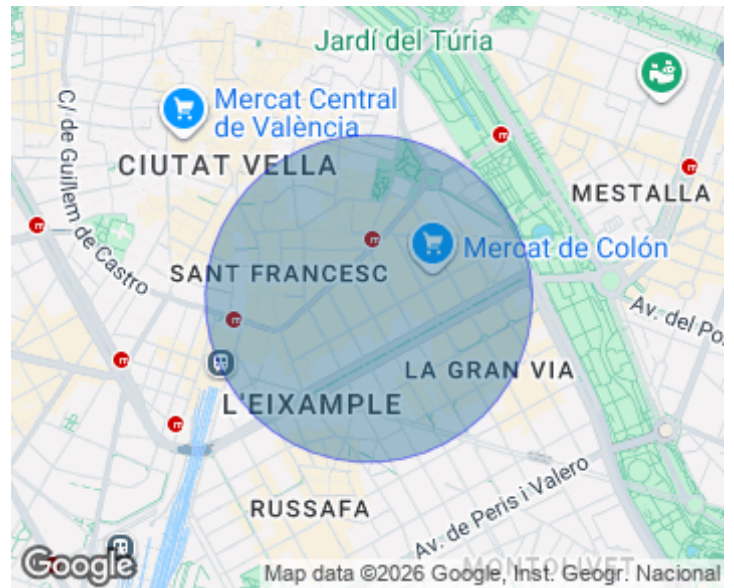 Jardí del Túria
Mercat Central
de València
C/ de Guillem de Castro
CIUTAT VELLA
MESTALLA
Mercat de Colón
SANT FRANCESC
Av. del Po
LA GRAN VIA
L'EIXAMPLE
RUSSAFA
Av. de Peris i Valero
MONTOLIVET
Google
Map data ©2026 Google, Inst. Geogr. Nacional